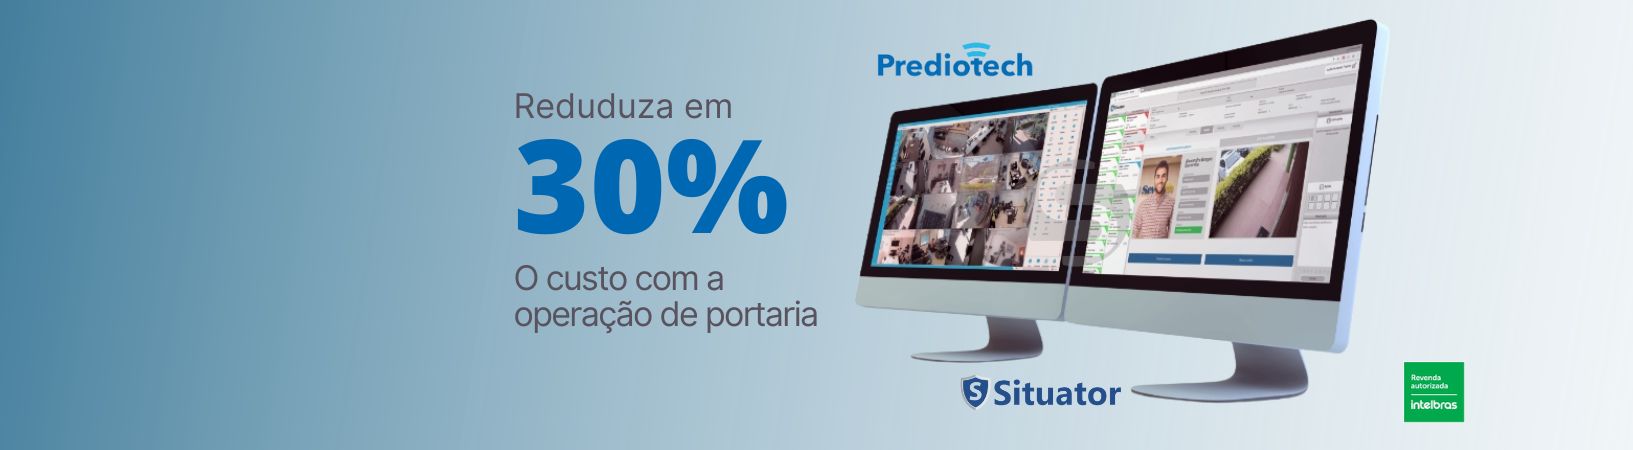 Prediotech
Reduduza em
30%
O custo com a
operação de portaria
Situator
Revenda
autorizada
intelbras